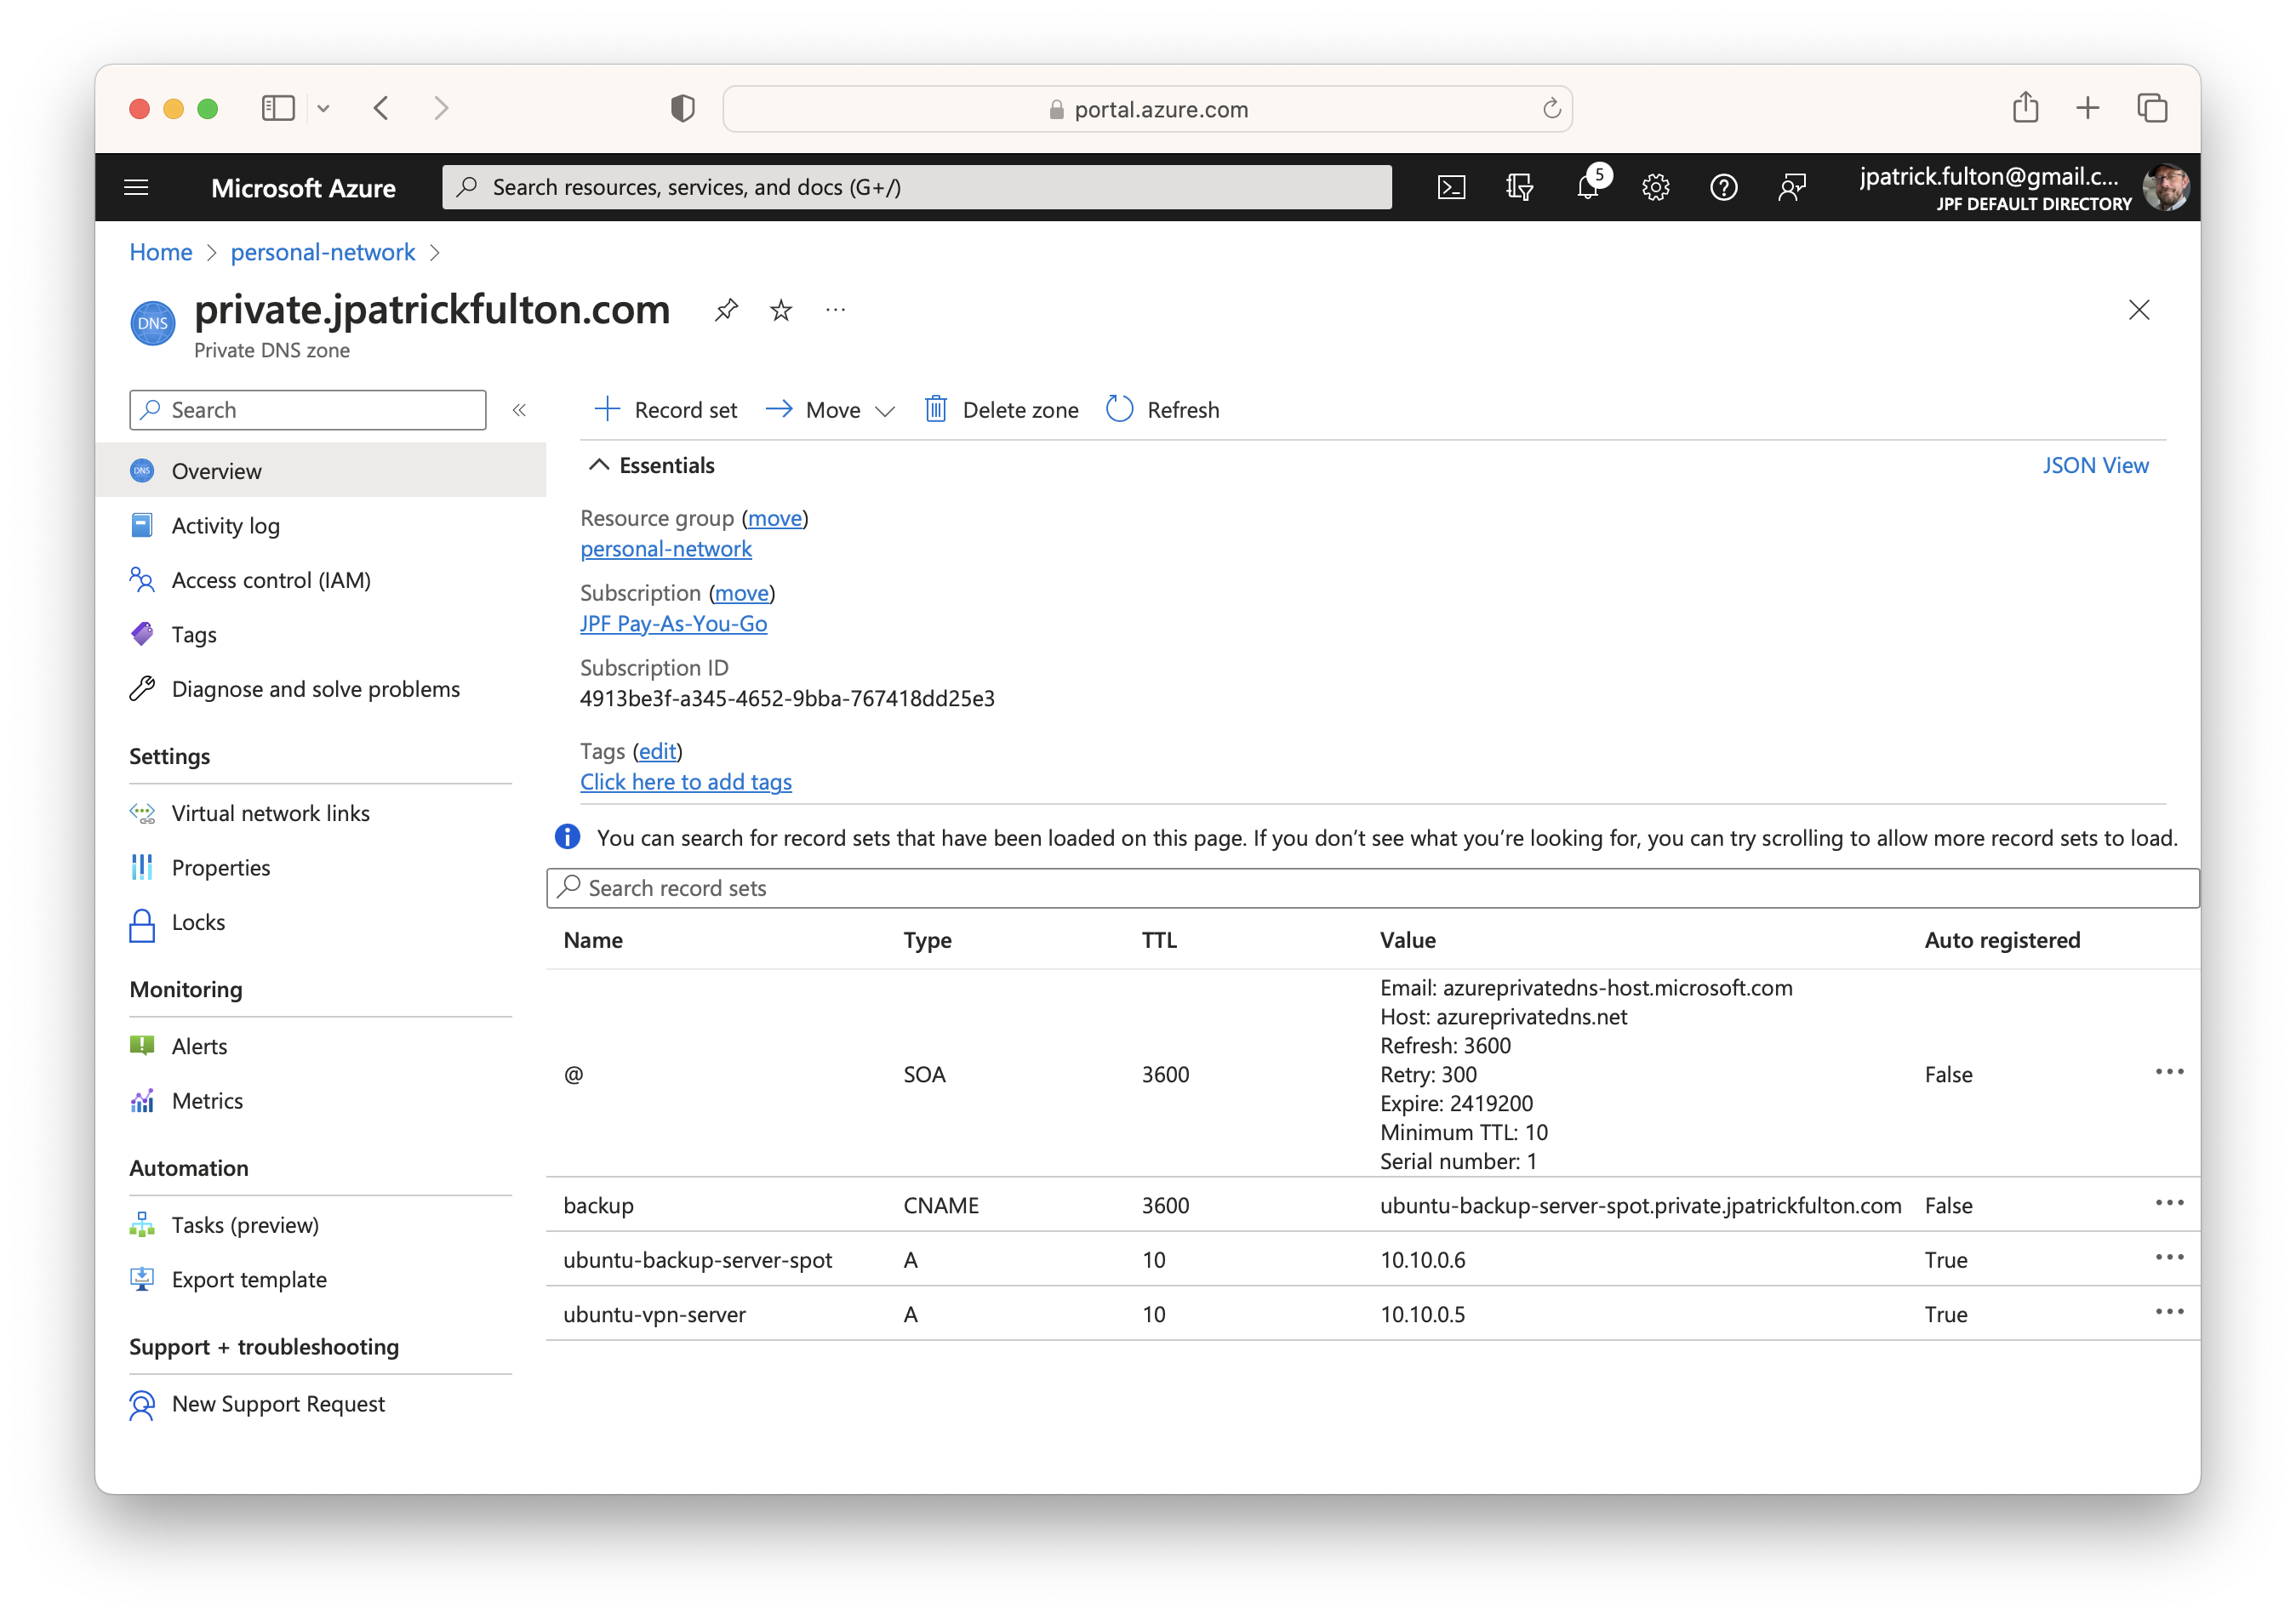 portal.azure.com
Microsoft Azure
Search resources, services, and docs (G+/)
5
jpatrick.fulton@gmail.c...
JPF DEFAULT DIRECTORY
Home > personal-network >
DNS
private.jpatrickfulton.com
Private DNS zone
Search
«
Record set
Move
Delete zone
Refresh
DNS
Overview
Activity log
Access control (IAM)
Tags
Diagnose and solve problems
Settings
Virtual network links
Properties
Locks
Monitoring
Alerts
Metrics
Automation
Tasks (preview)
Export template
Support + troubleshooting
New Support Request
Essentials
JSON View
Resource group (move)
personal-network
Subscription (move)
JPF Pay-As-You-Go
Subscription ID
4913be3f-a345-4652-9bba-767418dd25e3
Tags (edit)
Click here to add tags
You can search for record sets that have been loaded on this page. If you don’t see what you’re looking for, you can try scrolling to allow more record sets to load.
Search record sets
Name Type TTL Value Auto registered
Email: azureprivatedns-host.microsoft.com
Host: azureprivatedns.net
Refresh: 3600
@ SOA 3600 Retry: 300 False
Expire: 2419200
Minimum TTL: 10
Serial number: 1
backup CNAME 3600 ubuntu-backup-server-spot.private.jpatrickfulton.com False
ubuntu-backup-server-spot A 10 10.10.0.6 True
ubuntu-vpn-server A 10 10.10.0.5 True